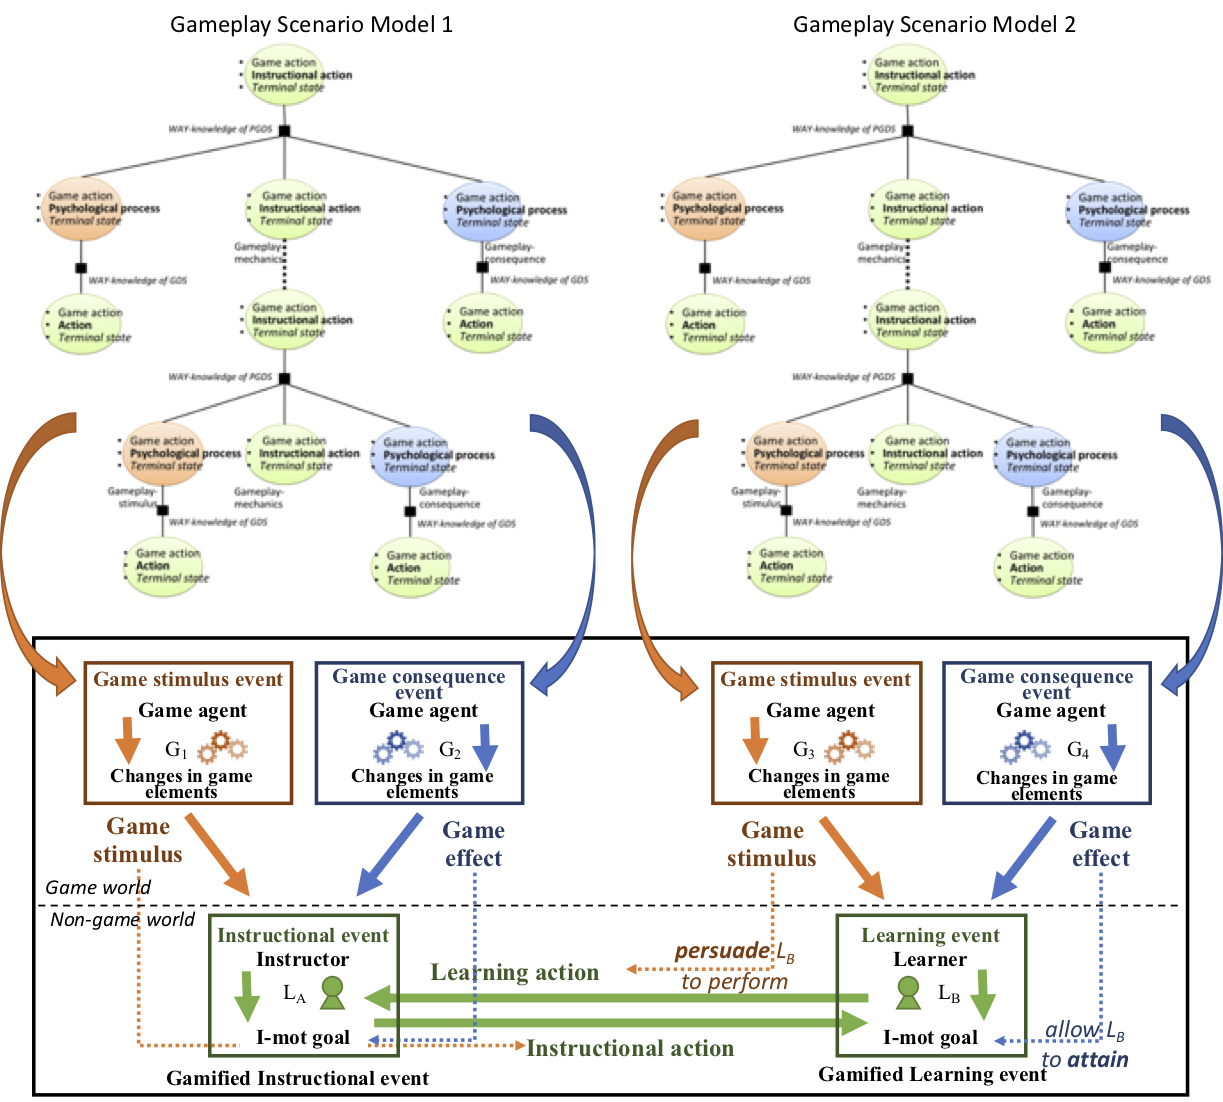 Gameplay Scenario Model 1
Game action
Instructional action
Terminal state
WAY-knowledge of PGDS
Game action
Psychological process
Terminal state
Game action
Instructional action
Terminal state
Game action
Psychological process
Terminal state
Gameplay
mechanics
Gameplay-
consequence
WAY-knowledge of GDS
WAY-knowledge of GDS
Game action
Action
Terminal state
Game action
Instructional action
Terminal state
Game action
Action
Terminal state
WAY-knowledge of PGDS
Game action
Psychological process
Terminal state
Game action
Instructional action
Terminal state
Game action
Psychological process
Terminal state
Gameplay-
stimulus
Gameplay-
mechanics
Gameplay-
consequence
WAY-knowledge of GDS
WAY-knowledge of GDS
Game action
Action
Terminal state
Game action
Action
Terminal state
Gameplay Scenario Model 2
Game action
Instructional action
Terminal state
WAY-knowledge of PGDS
Game action
Psychological process
Terminal state
Game action
Instructional action
Terminal state
Game action
Psychological process
Terminal state
Gameplay
mechanics
Gameplay-
consequence
WAY-knowledge of GDS
WAY-knowledge of GDS
Game action
Action
Terminal state
Game action
Instructional action
Terminal state
Game action
Action
Terminal state
WAY-knowledge of PGDS
Game action
Psychological process
Terminal state
Game action
Instructional action
Terminal state
Game action
Psychological process
Terminal state
Gameplay-
stimulus
Gameplay-
mechanics
Gameplay-
consequence
WAY-knowledge of GDS
WAY-knowledge of GDS
Game action
Action
Terminal state
Game action
Action
Terminal state
Game stimulus event
Game agent
G1
Changes in game
elements
Game consequence
event
Game agent
G2
Changes in game
elements
Game stimulus event
Game agent
G3
Changes in game
elements
Game consequence
event
Game agent
G4
Changes in game
elements
Game
stimulus
Game
effect
Game
stimulus
Game
effect
Game world
Non-game world
Instructional event
Instructor
LA
I-mot goal
Gamified Instructional event
Learning action
persuade LB
to perform
Instructional action
Learning event
Learner
LB
I-mot goal
Gamified Learning event
allow LB
to attain